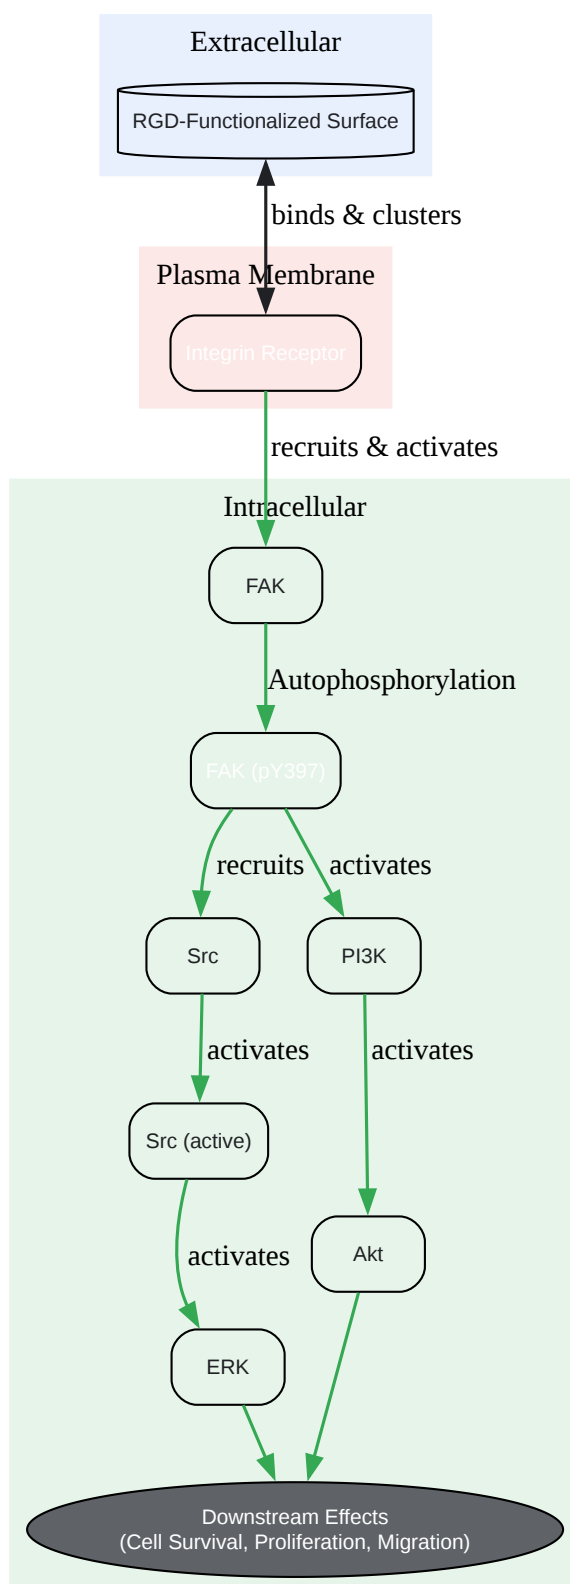 Extracellular
RGD-Functionalized Surface
binds & clusters
Plasma Membrane
Integrin Receptor
recruits & activates
Intracellular
FAK
Autophosphorylation
FAK (pY397)
recruits
activates
Src
PI3K
activates
activates
Src (active)
Akt
activates
ERK
Downstream Effects
(Cell Survival, Proliferation, Migration)